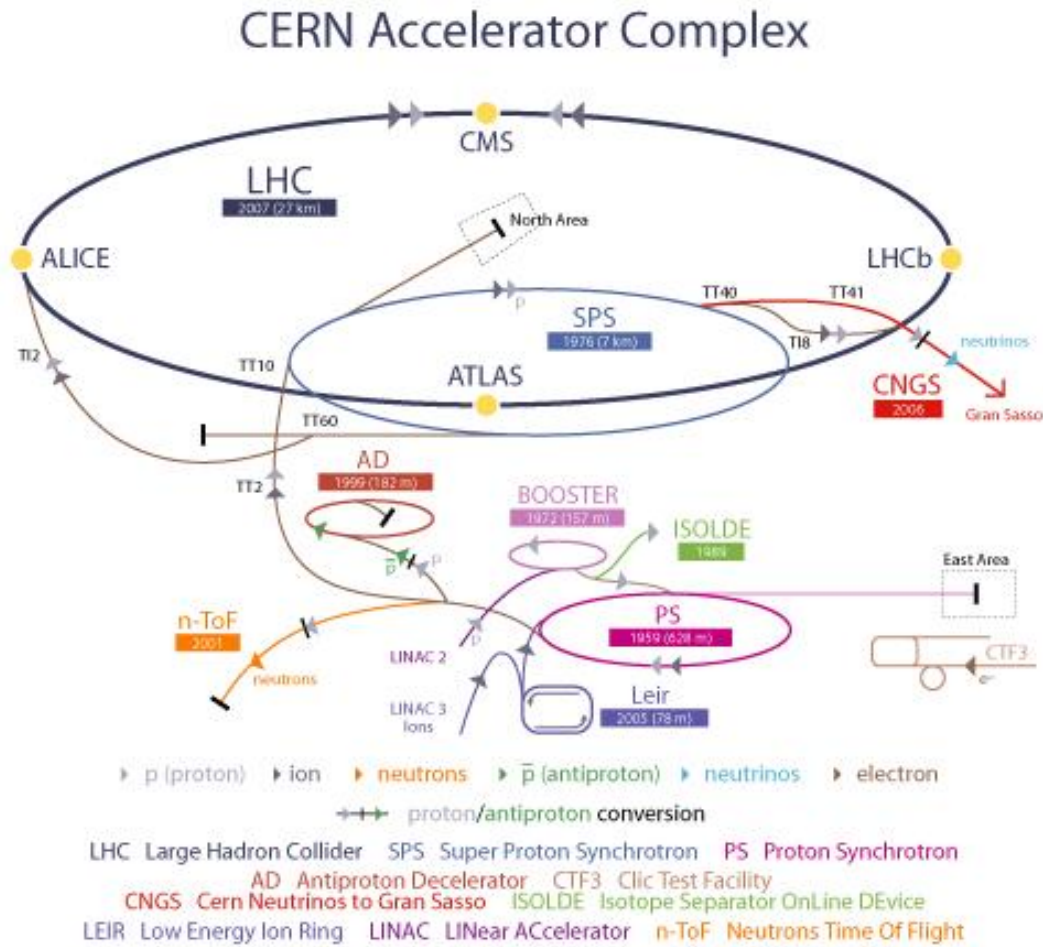 CERN Accelerator Complex
CMS
LHC
2007 (27 km)
North Area
ALICE
LHCb
TT40
TT41
SPS
1976 (7 km)
p
TI8
neutrinos
TI2
TT10
ATLAS
CNGS
2006
Gran Sasso
TT60
AD
1999 (182 m)
TT2
BOOSTER
1972 (157 m)
ISOLDE
1989
p
p̅
East Area
n-ToF
2001
PS
1959 (628 m)
p
LINAC 2
CTF3
e-
neutrons
Leir
2005 (78 m)
LINAC 3
Ions
p (proton) ion neutrons p̅ (antiproton) neutrinos electron
proton/antiproton conversion
LHC Large Hadron Collider SPS Super Proton Synchrotron PS Proton Synchrotron
AD Antiproton Decelerator CTF3 Clic Test Facility
CNGS Cern Neutrinos to Gran Sasso ISOLDE Isotope Separator OnLine DEvice
LEIR Low Energy Ion Ring LINAC LINear ACcelerator n-ToF Neutrons Time Of Flight